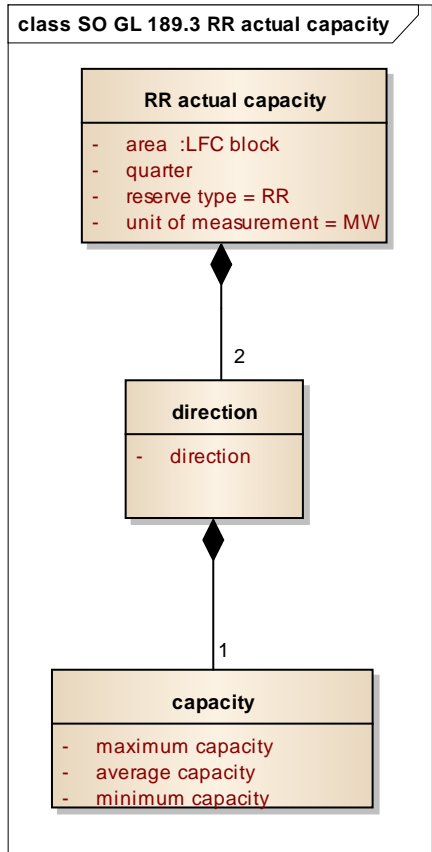 class SO GL 189.3 RR actual capacity
RR actual capacity
- area :LFC block
- quarter
- reserve type = RR
- unit of measurement = MW
2
direction
- direction
1
capacity
- maximum capacity
- average capacity
- minimum capacity